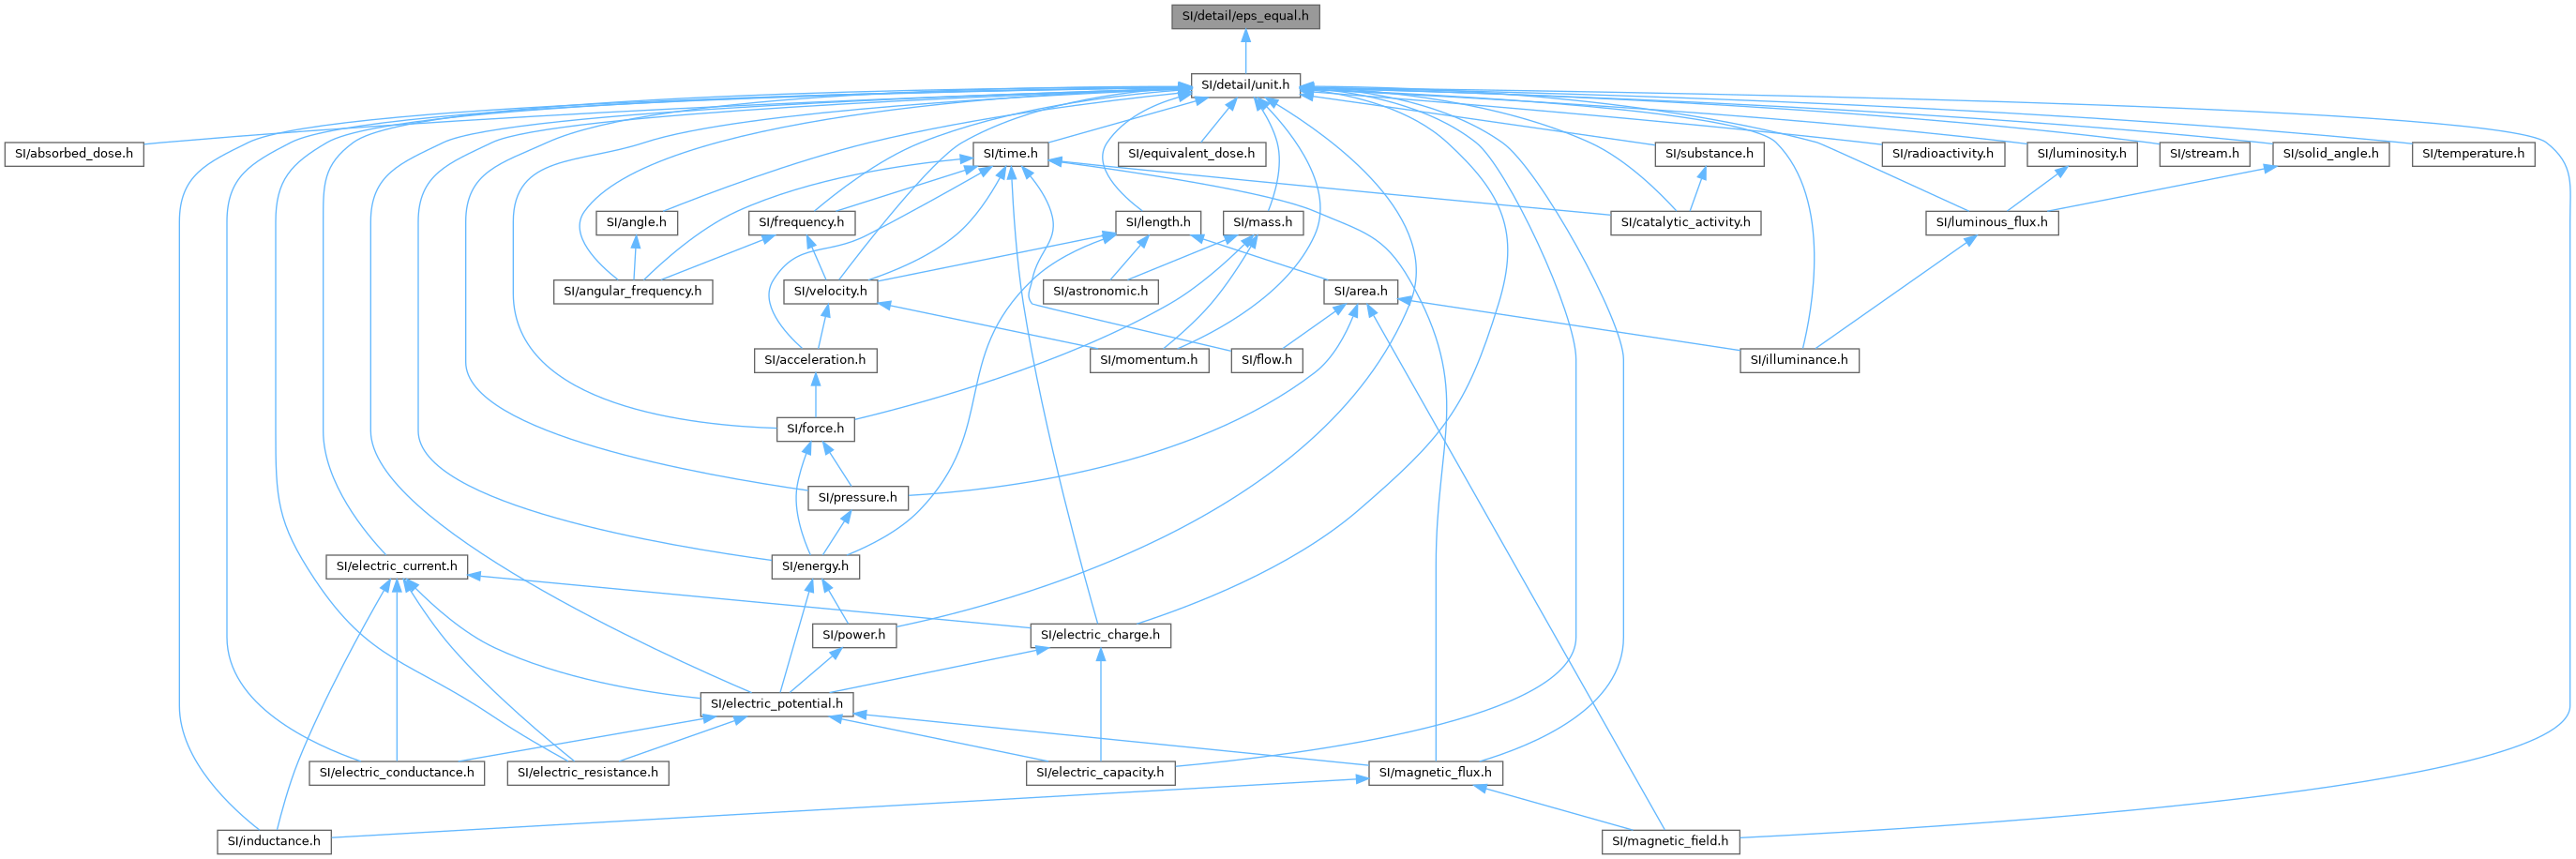 SI/detail/eps_equal.h
SI/detail/unit.h
SI/absorbed_dose.h
SI/time.h
SI/equivalent_dose.h
SI/substance.h
SI/radioactivity.h
SI/luminosity.h
SI/stream.h
SI/solid_angle.h
SI/temperature.h
SI/angle.h
SI/frequency.h
SI/length.h
SI/mass.h
SI/catalytic_activity.h
SI/luminous_flux.h
SI/angular_frequency.h
SI/velocity.h
SI/astronomic.h
SI/area.h
SI/acceleration.h
SI/momentum.h
SI/flow.h
SI/illuminance.h
SI/force.h
SI/pressure.h
SI/electric_current.h
SI/energy.h
SI/power.h
SI/electric_charge.h
SI/electric_potential.h
SI/electric_conductance.h
SI/electric_resistance.h
SI/electric_capacity.h
SI/magnetic_flux.h
SI/inductance.h
SI/magnetic_field.h